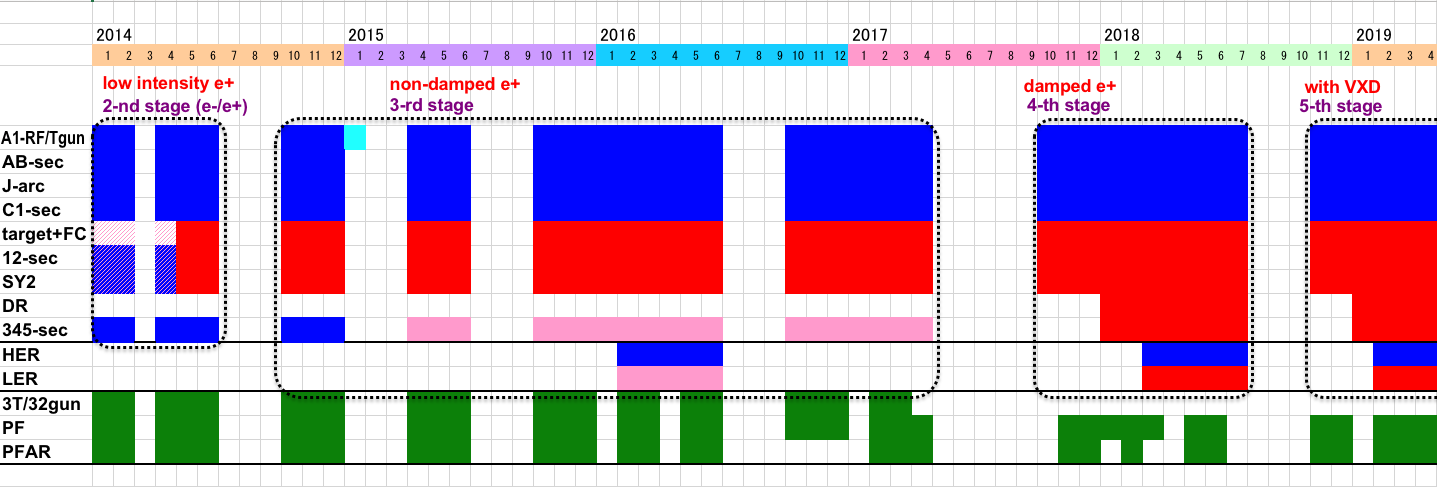 2014 2015 2016 2017 2018 2019
1 2 3 4 5 6 7 8 9 10 11 12 1 2 3 4 5 6 7 8 9 10 11 12 1 2 3 4 5 6 7 8 9 10 11 12 1 2 3 4 5 6 7 8 9 10 11 12 1 2 3 4 5 6 7 8 9 10 11 12 1 2 3 4
low intensity e+ non-damped e+ damped e+ with VXD
2-nd stage (e-/e+) 3-rd stage 4-th stage 5-th stage
A1-RF/Tgun
AB-sec
J-arc
C1-sec
target+FC
12-sec
SY2
DR
345-sec
HER
LER
3T/32gun
PF
PFAR